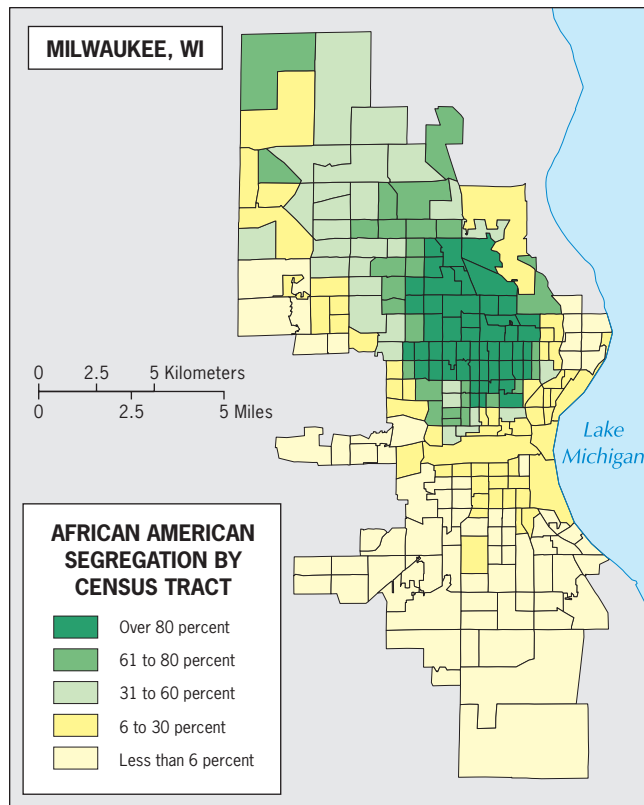 MILWAUKEE, WI
0 2.5 5 Kilometers
0 2.5 5 Miles
Lake
Michigan
AFRICAN AMERICAN
SEGREGATION BY
CENSUS TRACT
Over 80 percent
61 to 80 percent
31 to 60 percent
6 to 30 percent
Less than 6 percent